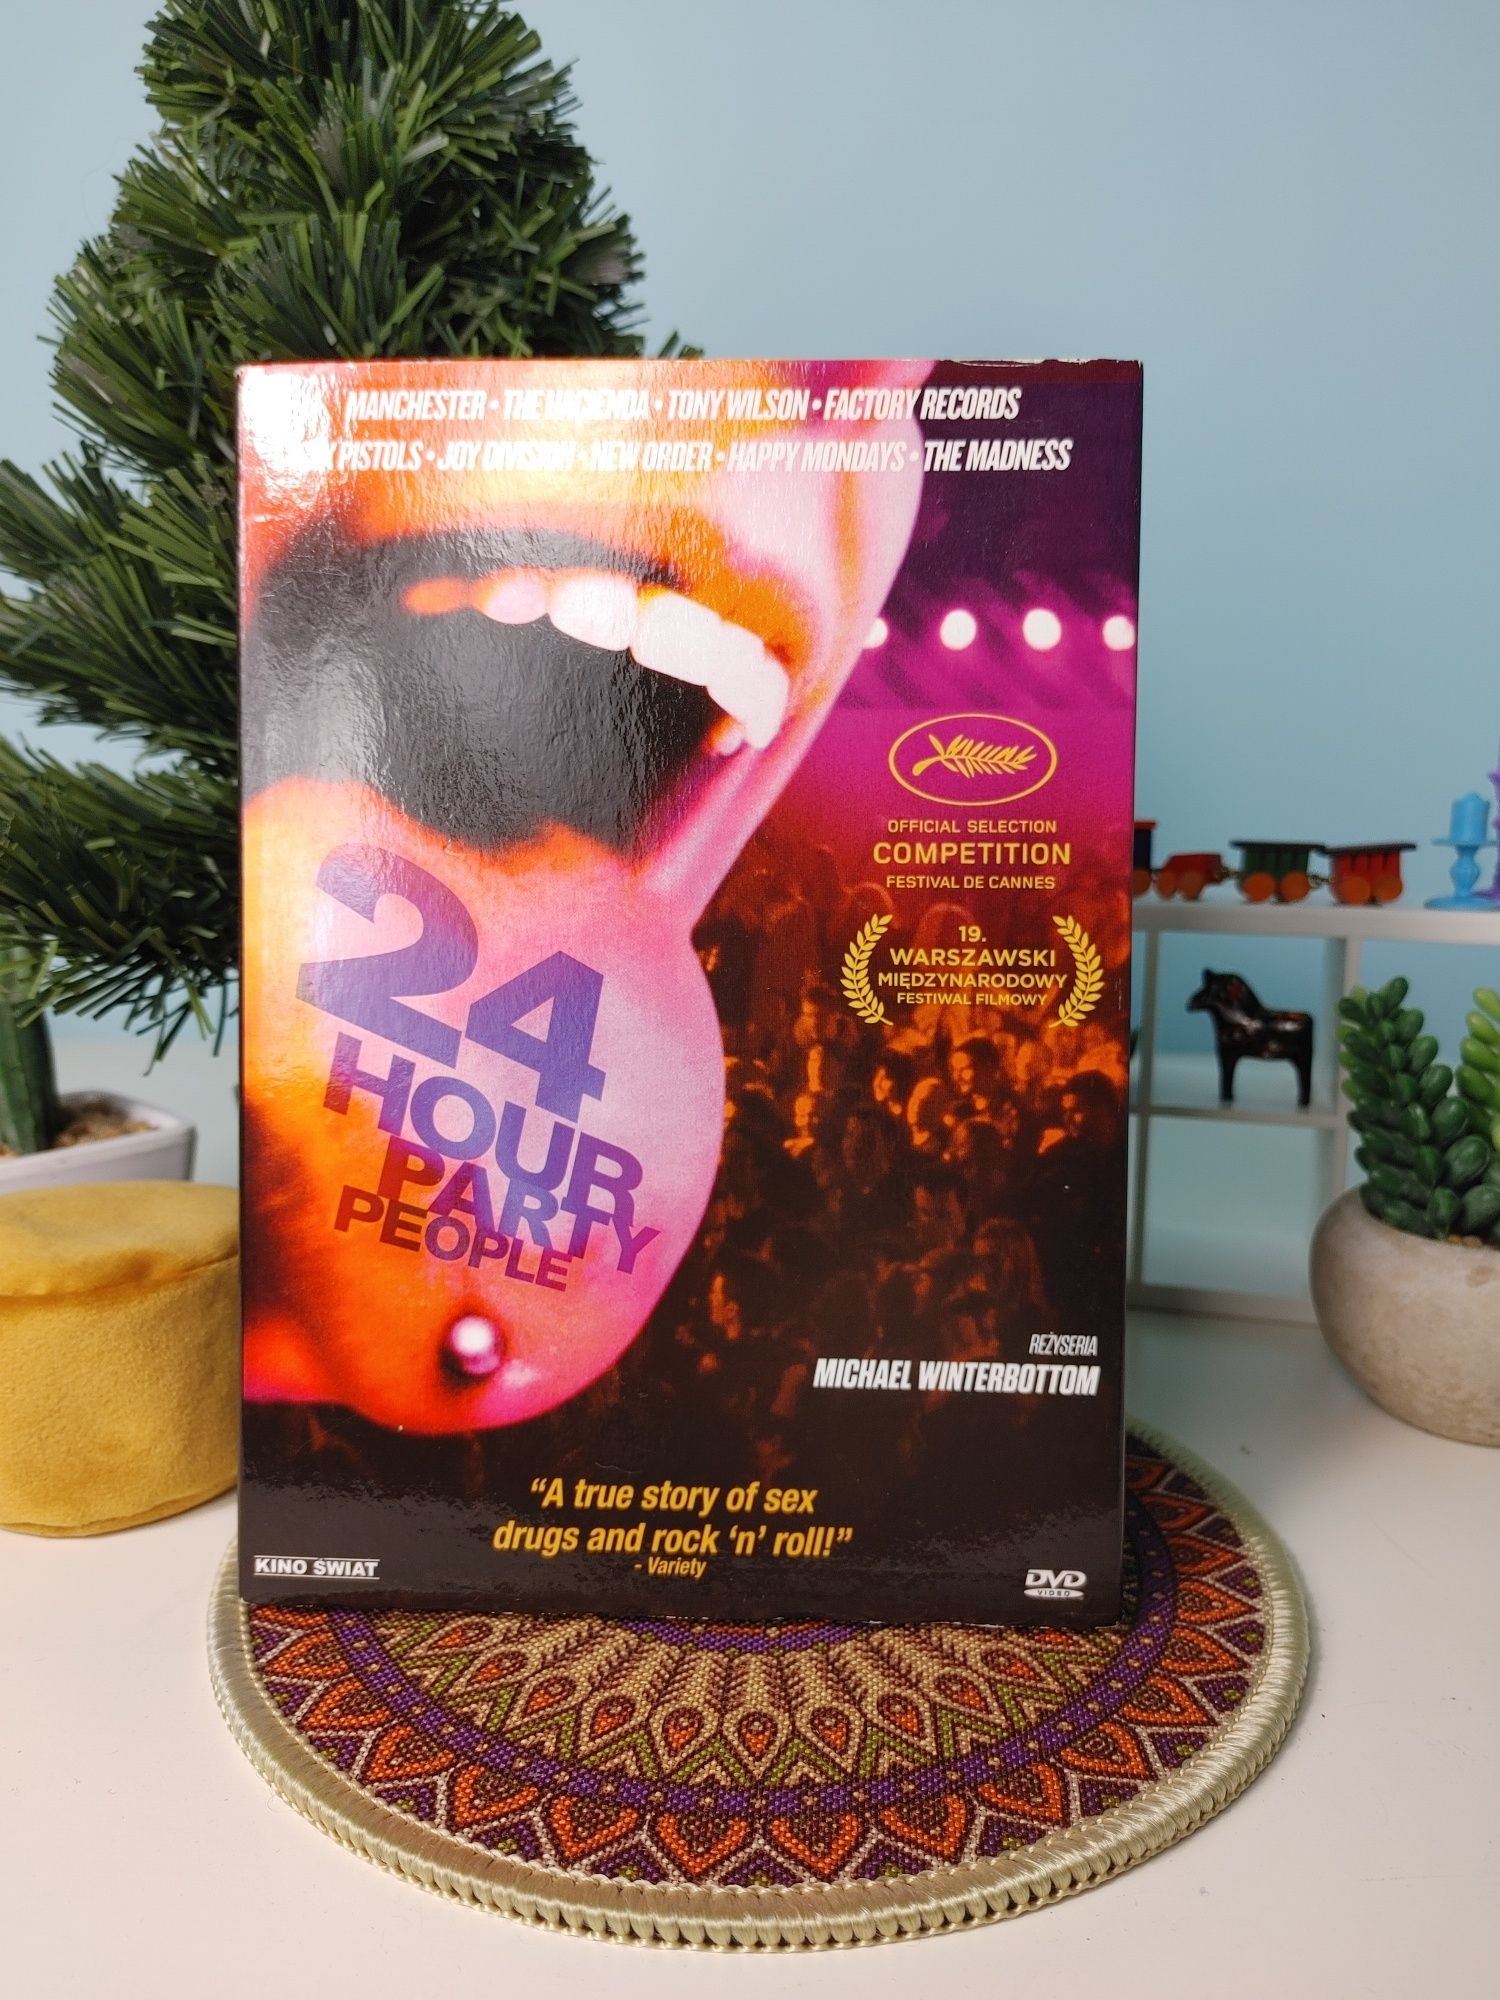 MANCHESTER • THE HACIENDA • TONY WILSON • FACTORY RECORDS
PISTOLS • JOY DIVISION • NEW ORDER • HAPPY MONDAYS • THE MADNESS
OFFICIAL SELECTION
COMPETITION
FESTIVAL DE CANNES
19.
WARSZAWSKI
MIĘDZYNARODOWY
FESTIWAL FILMOWY
24
HOUR
PARTY
PEOPLE
REŻYSERIA
MICHAEL WINTERBOTTOM
“A true story of sex
drugs and rock ‘n’ roll!”
- Variety
KINO ŚWIAT
DVD
VIDEO